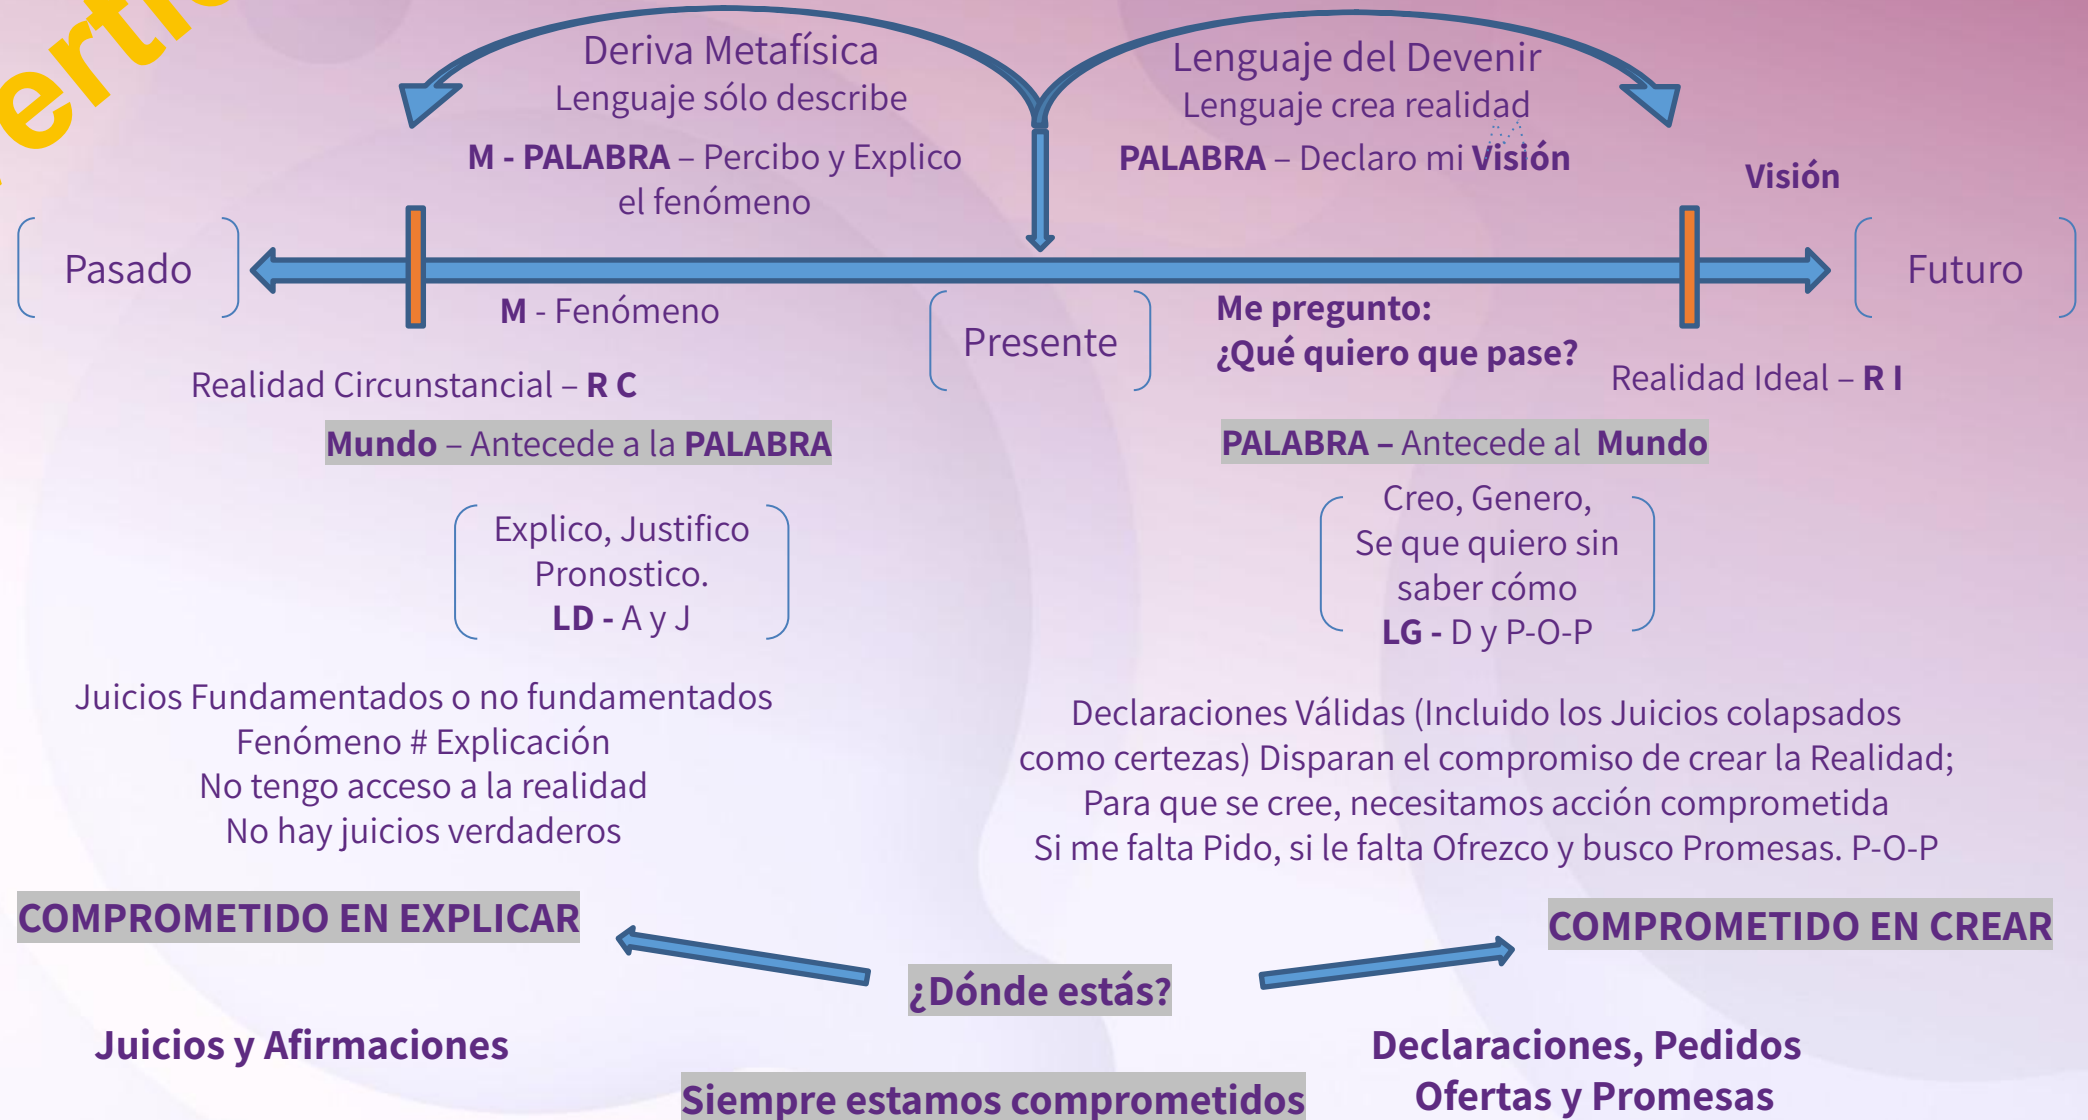 Deriva Metafísica
Lenguaje sólo describe
M - PALABRA – Percibo y Explico
el fenómeno
Lenguaje del Devenir
Lenguaje crea realidad
PALABRA – Declaro mi Visión
Visión
Pasado
Futuro
M - Fenómeno
Presente
Me pregunto:
¿Qué quiero que pase?
Realidad Circunstancial – R C
Realidad Ideal – R I
Mundo – Antecede a la PALABRA
PALABRA – Antecede al Mundo
Explico, Justifico
Pronostico.
LD - A y J
Creo, Genero,
Se que quiero sin
saber cómo
LG - D y P-O-P
Juicios Fundamentados o no fundamentados
Fenómeno # Explicación
No tengo acceso a la realidad
No hay juicios verdaderos
Declaraciones Válidas (Incluido los Juicios colapsados
como certezas) Disparan el compromiso de crear la Realidad;
Para que se cree, necesitamos acción comprometida
Si me falta Pido, si le falta Ofrezco y busco Promesas. P-O-P
COMPROMETIDO EN EXPLICAR
COMPROMETIDO EN CREAR
¿Dónde estás?
Juicios y Afirmaciones
Declaraciones, Pedidos
Ofertas y Promesas
Siempre estamos comprometidos